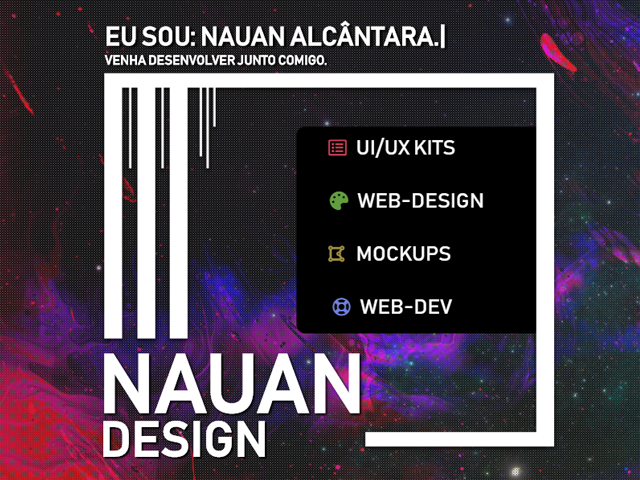 EU SOU: NAUAN ALCÂNTARA.|
VENHA DESENVOLVER JUNTO COMIGO.
UI/UX KITS
WEB-DESIGN
MOCKUPS
WEB-DEV
NAUAN
DESIGN